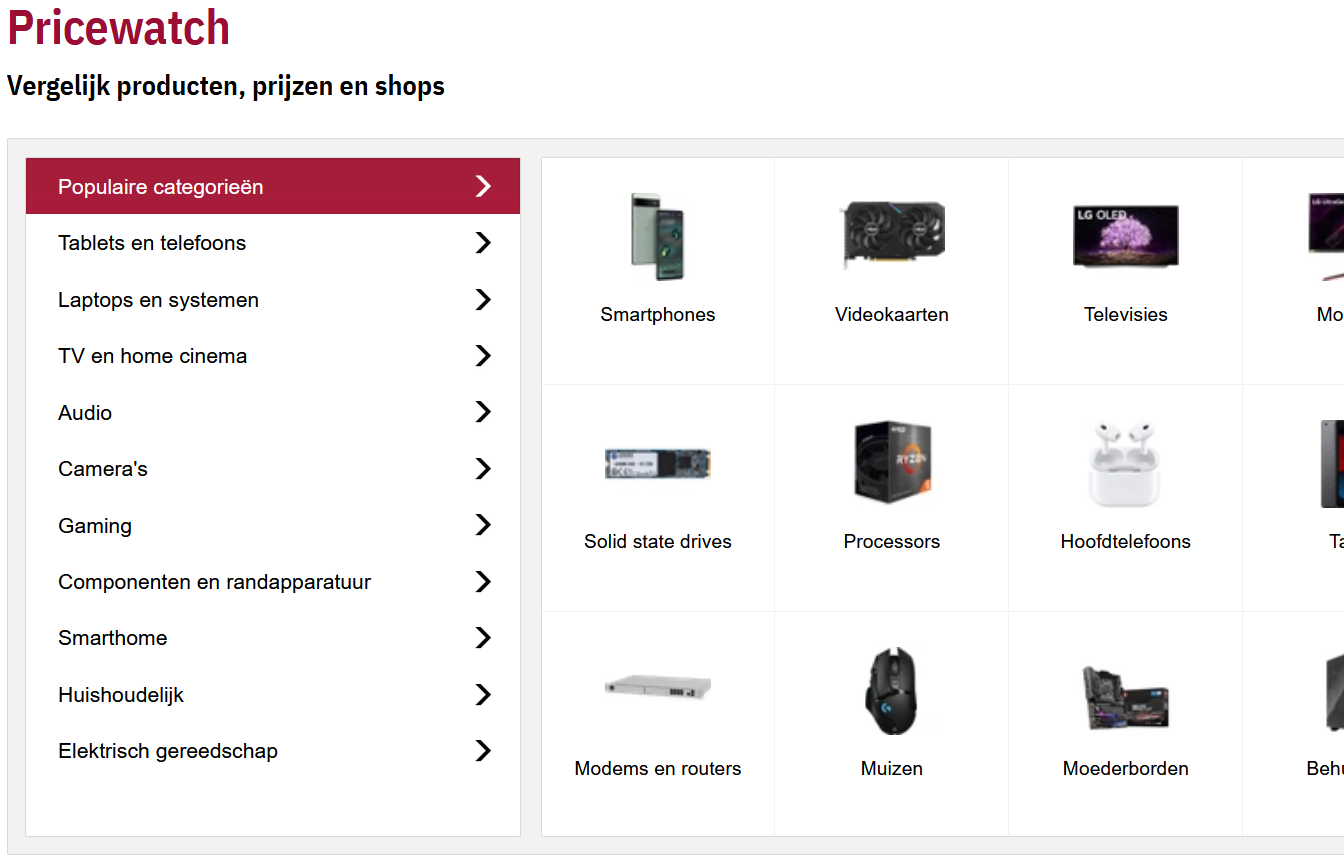 Pricewatch
Vergelijk producten, prijzen en shops
Populaire categorieën
Tablets en telefoons
Laptops en systemen
TV en home cinema
Audio
Camera's
Gaming
Componenten en randapparatuur
Smarthome
Huishoudelijk
Elektrisch gereedschap
LG OLED
Smartphones
Videokaarten
Televisies
Mo
AMD
RYZEN
Solid state drives
Processors
Hoofdtelefoons
Ta
Modems en routers
Muizen
Moederborden
Behu